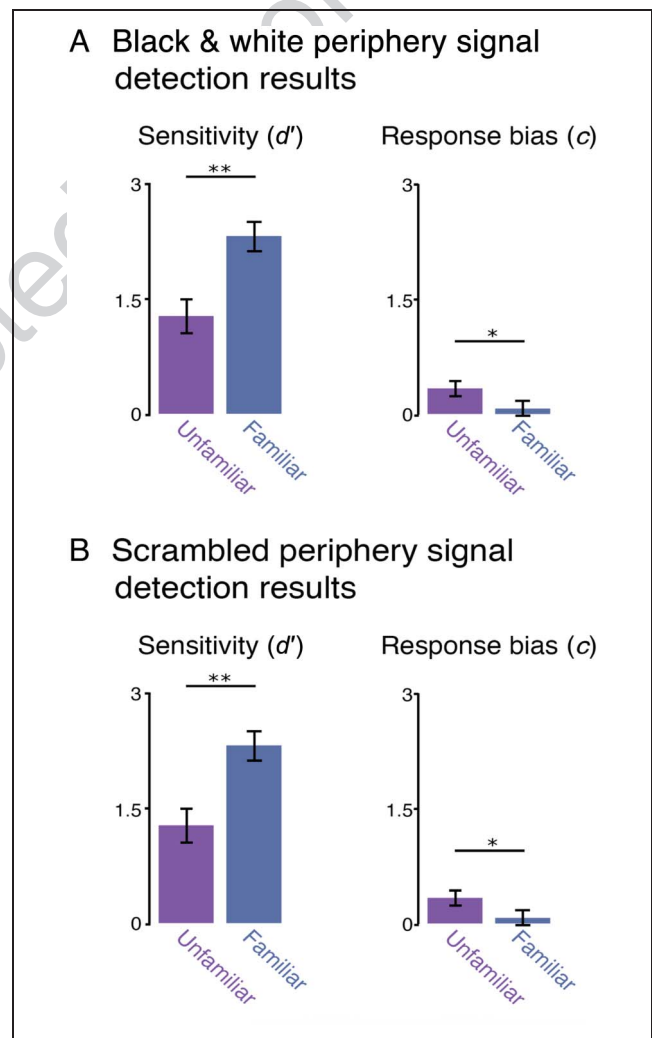 A Black & white periphery signal
detection results
Sensitivity (d')
Response bias (c)
**
3
1.5
0
Unfamiliar
Familiar
*
3
1.5
0
Unfamiliar
Familiar
B Scrambled periphery signal
detection results
Sensitivity (d')
Response bias (c)
**
3
1.5
0
Unfamiliar
Familiar
*
3
1.5
0
Unfamiliar
Familiar